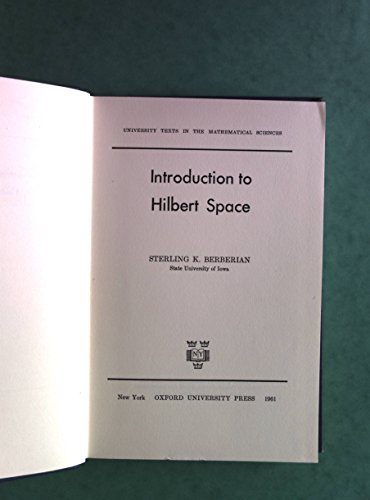 UNIVERSITY TEXTS IN THE MATHEMATICAL SCIENCES
Introduction to
Hilbert Space
STERLING K. BERBERIAN
State University of Iowa
New York OXFORD UNIVERSITY PRESS 1961